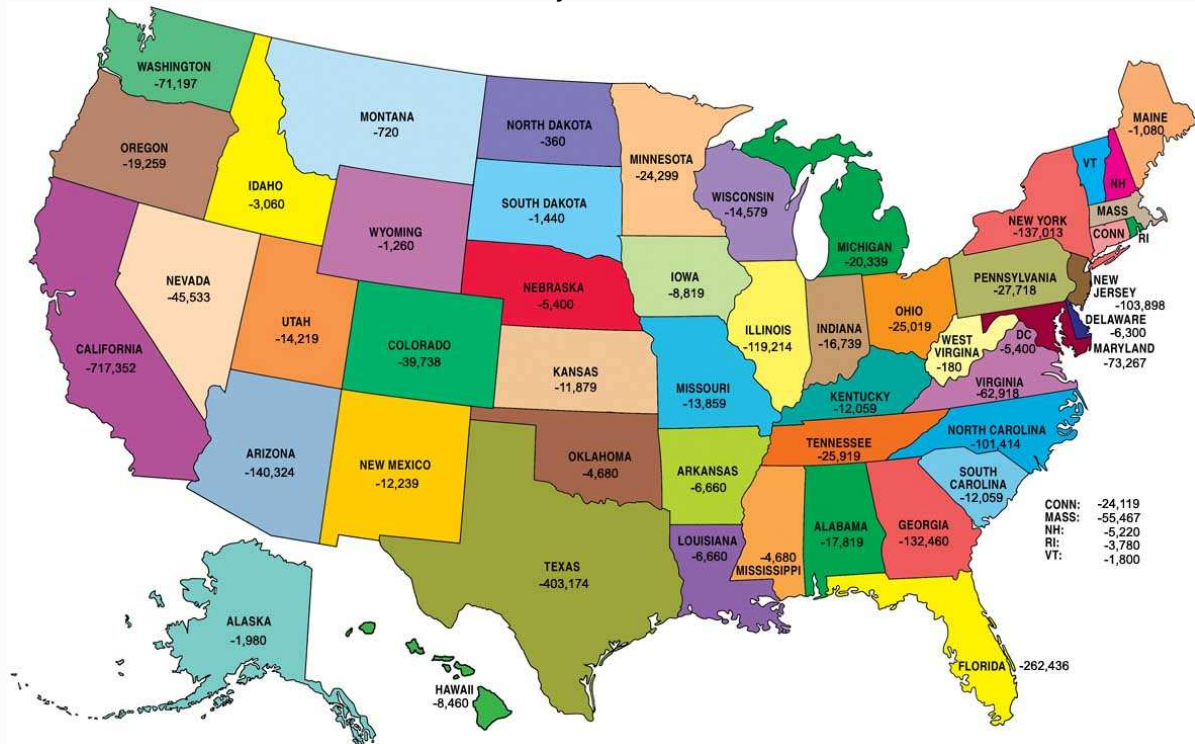 WASHINGTON
-71,197
OREGON
-19,259
CALIFORNIA
-717,352
IDAHO
-3,060
NEVADA
-45,533
MONTANA
-720
WYOMING
-1,260
UTAH
-14,219
COLORADO
-39,738
ARIZONA
-140,324
NEW MEXICO
-12,239
NORTH DAKOTA
-360
SOUTH DAKOTA
-1,440
NEBRASKA
-5,400
KANSAS
-11,879
OKLAHOMA
-4,680
TEXAS
-403,174
MINNESOTA
-24,299
IOWA
-8,819
MISSOURI
-13,859
ARKANSAS
-6,660
LOUISIANA
-6,660
WISCONSIN
-14,579
ILLINOIS
-119,214
MICHIGAN
-20,339
INDIANA
-16,739
OHIO
-25,019
KENTUCKY
-12,059
TENNESSEE
-25,919
-4,680
MISSISSIPPI
ALABAMA
-17,819
GEORGIA
-132,460
FLORIDA
-262,436
SOUTH
CAROLINA
-12,059
NORTH CAROLINA
-101,414
VIRGINIA
-62,918
WEST
VIRGINA
-180
DC
-5,400
PENNSYLVANIA
-27,718
NEW YORK
-137,013
VT
NH
MAINE
-1,080
MASS
CONN
RI
NEW
JERSEY
-103,898
DELAWARE
-6,300
MARYLAND
-73,267
CONN: -24,119
MASS: -55,467
NH: -5,220
RI: -3,780
VT: -1,800
ALASKA
-1,980
HAWAII
-8,460